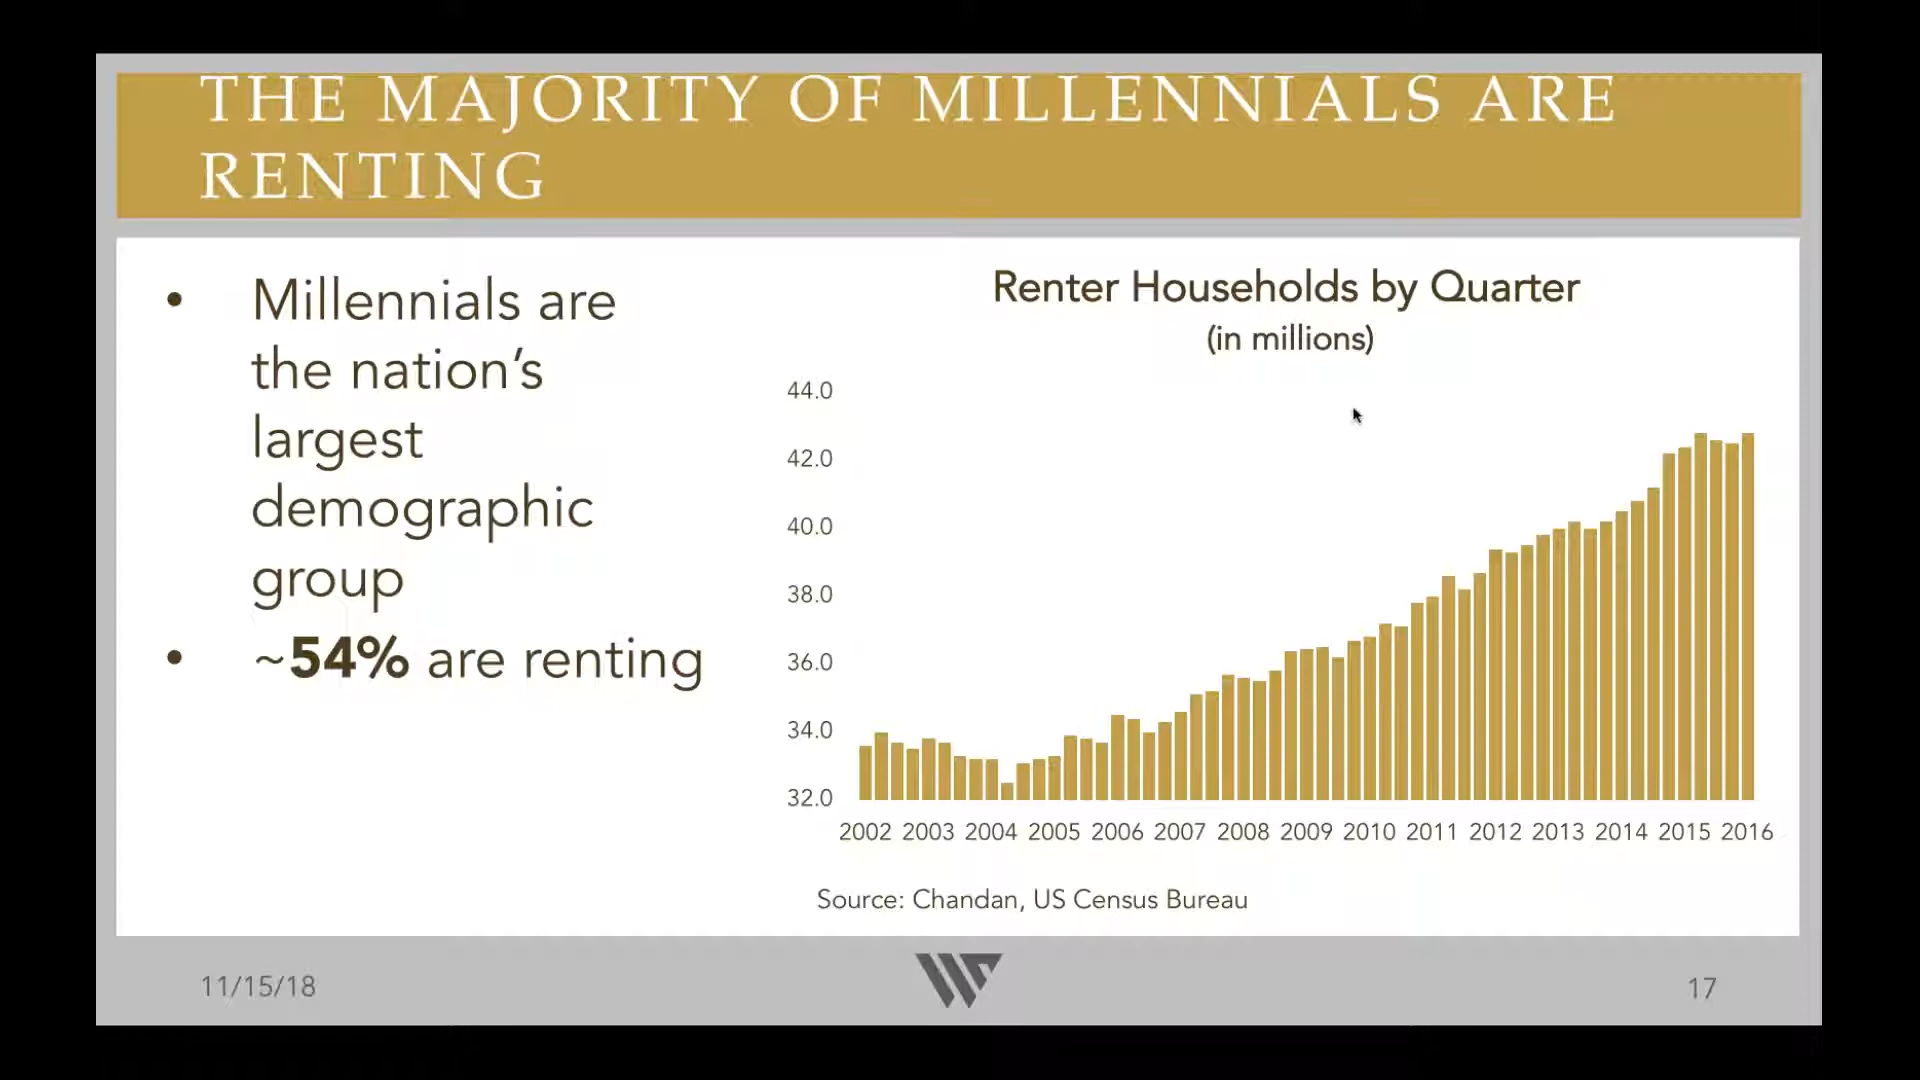 THE MAJORITY OF MILLENNIALS ARE
RENTING
• Millennials are
the nation's
largest
demographic
group
• ~54% are renting
Renter Households by Quarter
(in millions)
44.0
42.0
40.0
38.0
36.0
34.0
32.0
2002 2003 2004 2005 2006 2007 2008 2009 2010 2011 2012 2013 2014 2015 2016
Source: Chandan, US Census Bureau
11/15/18
17